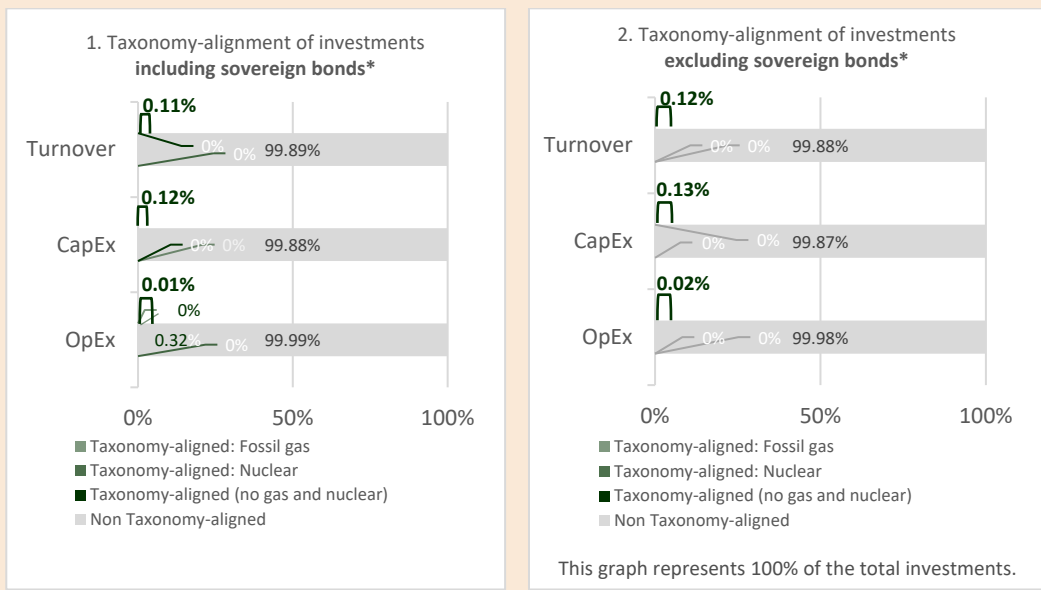 1. Taxonomy-alignment of investments
including sovereign bonds*
0.11%
Turnover
0%
0%
99.89%
0.12%
CapEx
0%
0%
99.88%
0.01%
0%
OpEx
0.32%
0%
99.99%
0%
50%
100%
Taxonomy-aligned: Fossil gas
Taxonomy-aligned: Nuclear
Taxonomy-aligned (no gas and nuclear)
Non Taxonomy-aligned
2. Taxonomy-alignment of investments
excluding sovereign bonds*
0.12%
Turnover
0%
0%
99.88%
0.13%
CapEx
0%
0%
99.87%
0.02%
OpEx
0%
0%
99.98%
0%
50%
100%
Taxonomy-aligned: Fossil gas
Taxonomy-aligned: Nuclear
Taxonomy-aligned (no gas and nuclear)
Non Taxonomy-aligned
This graph represents 100% of the total investments.